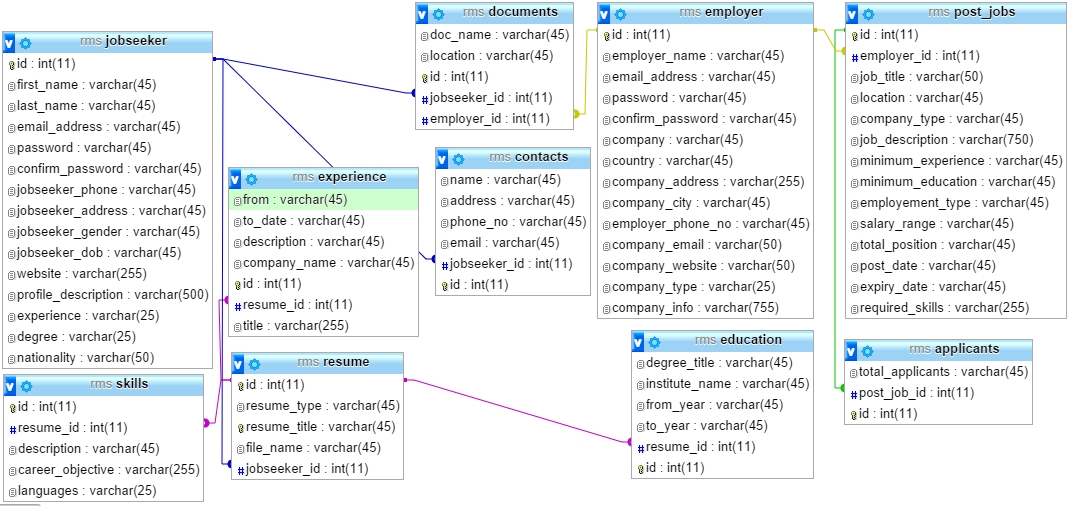 rms jobseeker
id : int(11)
first_name : varchar(45)
last_name : varchar(45)
email_address : varchar(45)
password : varchar(45)
confirm_password : varchar(45)
jobseeker_phone : varchar(45)
jobseeker_address : varchar(45)
jobseeker_gender : varchar(45)
jobseeker_dob : varchar(45)
website : varchar(255)
profile_description : varchar(500)
experience : varchar(25)
degree : varchar(25)
nationality : varchar(50)
rms skills
id : int(11)
resume_id : int(11)
description : varchar(45)
career_objective : varchar(255)
languages : varchar(25)
rms experience
from : varchar(45)
to_date : varchar(45)
description : varchar(45)
company_name : varchar(45)
id : int(11)
resume_id : int(11)
title : varchar(255)
rms resume
id : int(11)
resume_type : varchar(45)
resume_title : varchar(45)
file_name : varchar(45)
jobseeker_id : int(11)
rms documents
doc_name : varchar(45)
location : varchar(45)
id : int(11)
jobseeker_id : int(11)
employer_id : int(11)
rms contacts
name : varchar(45)
address : varchar(45)
phone_no : varchar(45)
email : varchar(45)
jobseeker_id : int(11)
id : int(11)
rms employer
id : int(11)
employer_name : varchar(45)
email_address : varchar(45)
password : varchar(45)
confirm_password : varchar(45)
company : varchar(45)
country : varchar(45)
company_address : varchar(255)
company_city : varchar(45)
employer_phone_no : varchar(45)
company_email : varchar(50)
company_website : varchar(50)
company_type : varchar(25)
company_info : varchar(755)
rms education
degree_title : varchar(45)
institute_name : varchar(45)
from_year : varchar(45)
to_year : varchar(45)
resume_id : int(11)
id : int(11)
rms post_jobs
id : int(11)
employer_id : int(11)
job_title : varchar(50)
location : varchar(45)
company_type : varchar(45)
job_description : varchar(750)
minimum_experience : varchar(45)
minimum_education : varchar(45)
employement_type : varchar(45)
salary_range : varchar(45)
total_position : varchar(45)
post_date : varchar(45)
expiry_date : varchar(45)
required_skills : varchar(255)
rms applicants
total_applicants : varchar(45)
post_job_id : int(11)
id : int(11)